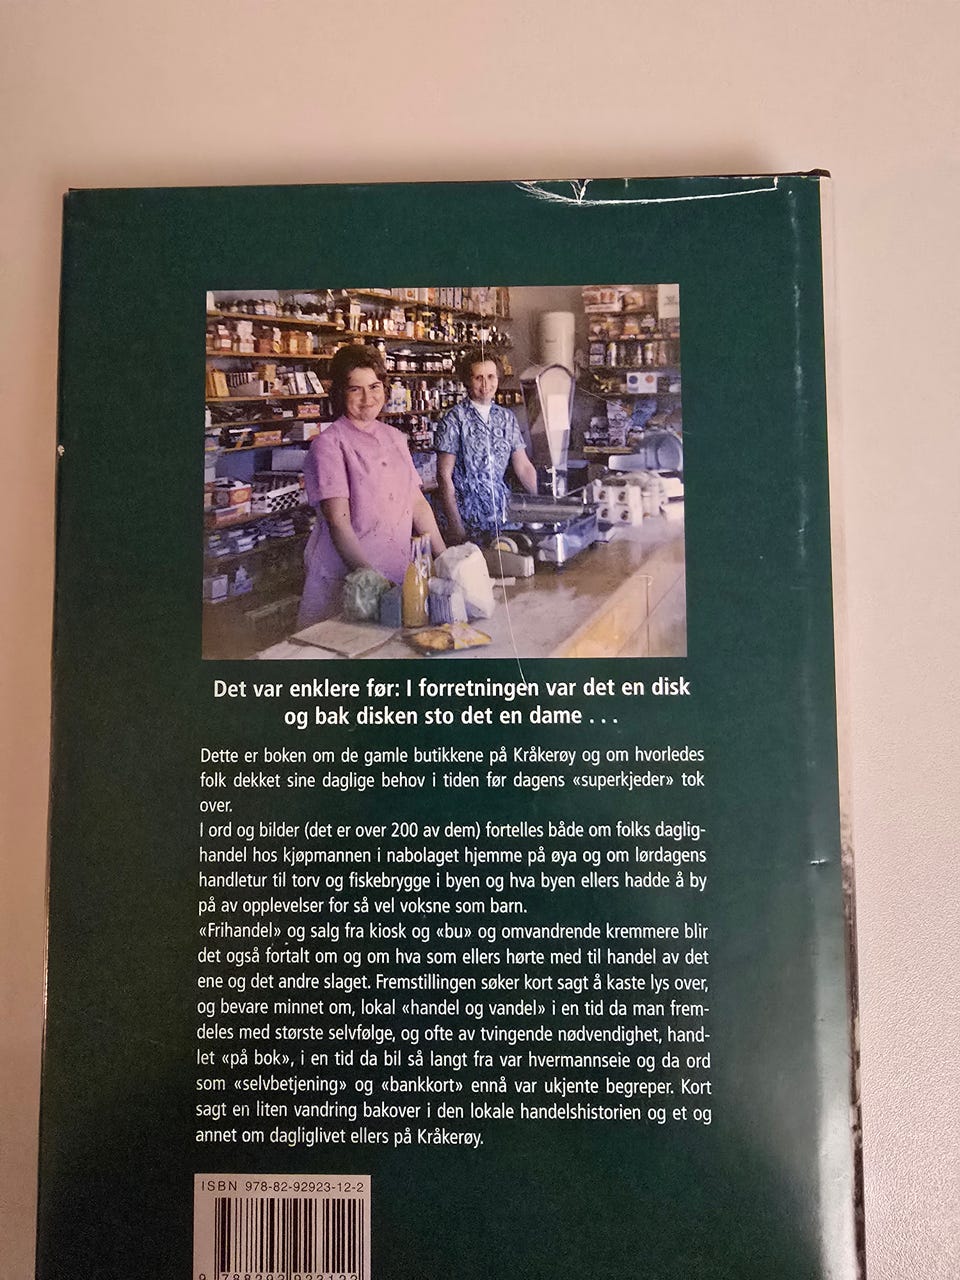 Det var enklere før: I forretningen var det en disk
og bak disken sto det en dame . . .
Dette er boken om de gamle butikkene på Kråkerøy og om hvorledes
folk dekket sine daglige behov i tiden før dagens «superkjeder» tok
over.
I ord og bilder (det er over 200 av dem) fortelles både om folks daglig-
handel hos kjøpmannen i nabolaget hjemme på øya og om lørdagens
handletur til torv og fiskebrygge i byen og hva byen ellers hadde å by
på av opplevelser for så vel voksne som barn.
«Frihandel» og salg fra kiosk og «bu» og omvandrende kremmere blir
det også fortalt om og om hva som ellers hørte med til handel av det
ene og det andre slaget. Fremstillingen søker kort sagt å kaste lys over,
og bevare minnet om, lokal «handel og vandel» i en tid da man frem-
deles med største selvfølge, og ofte av tvingende nødvendighet, hand-
let «på bok», i en tid da bil så langt fra var hvermannseie og da ord
som «selvbetjening» og «bankkort» ennå var ukjente begreper. Kort
sagt en liten vandring bakover i den lokale handelshistorien og et og
annet om dagliglivet ellers på Kråkerøy.
ISBN 978-82-92923-12-2